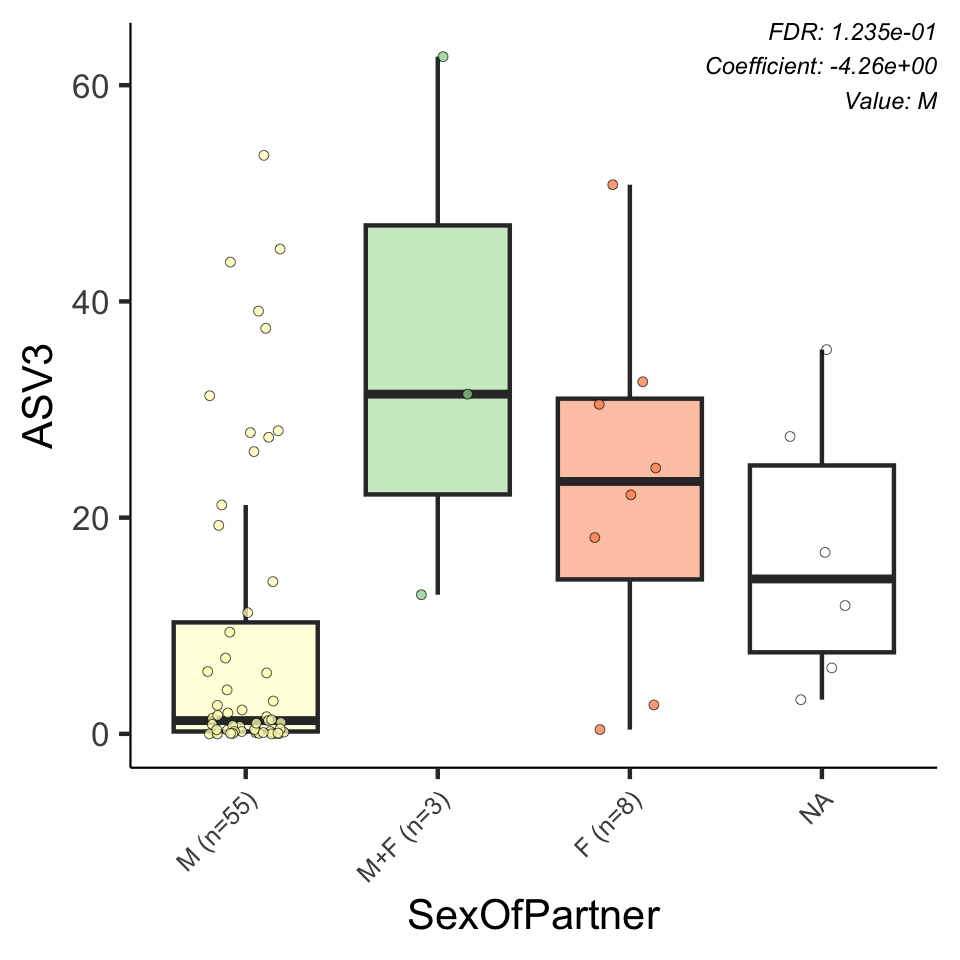 FDR: 1.235e-01
Coefficient: -4.26e+00
Value: M
60
40
20
0
ASV3
M (n=55)
M+F (n=3)
F (n=8)
NA
SexOfPartner